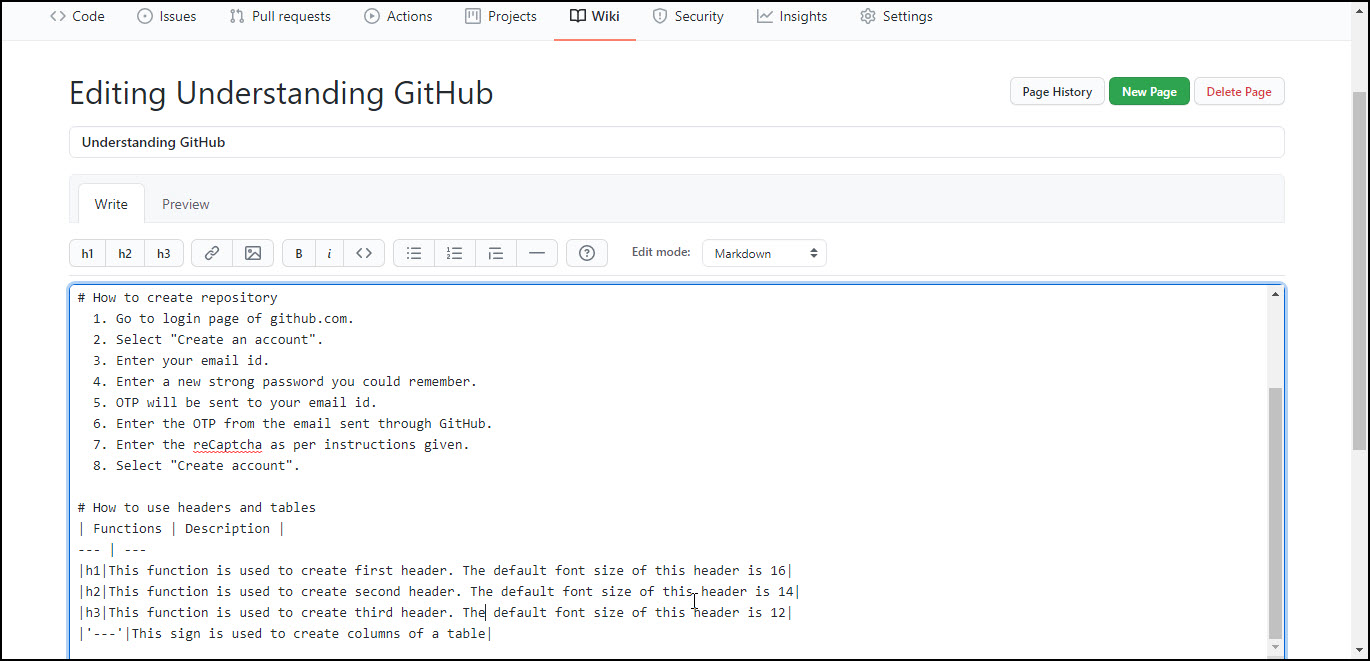 Code Issues Pull requests Actions Projects Wiki Security Insights Settings
Editing Understanding GitHub
Page History New Page Delete Page
Understanding GitHub
Write Preview
h1 h2 h3 B i Edit mode: Markdown
# How to create repository
1. Go to login page of github.com.
2. Select "Create an account".
3. Enter your email id.
4. Enter a new strong password you could remember.
5. OTP will be sent to your email id.
6. Enter the OTP from the email sent through GitHub.
7. Enter the reCaptcha as per instructions given.
8. Select "Create account".
# How to use headers and tables
| Functions | Description |
--- | ---
|h1|This function is used to create first header. The default font size of this header is 16|
|h2|This function is used to create second header. The default font size of this header is 14|
|h3|This function is used to create third header. The default font size of this header is 12|
|'---'|This sign is used to create columns of a table|